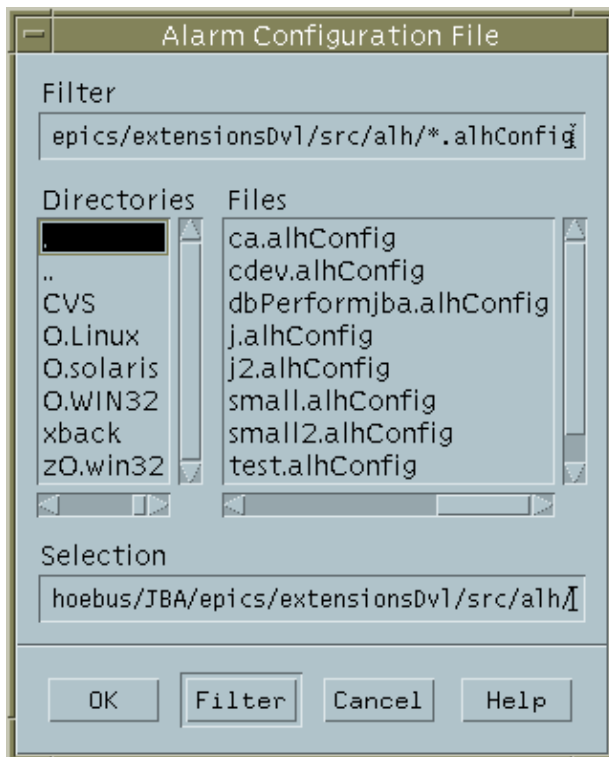 Alarm Configuration File
Filter
epics/extensionsDvl/src/alh/*.alhConfig
Directories
Files
.
..
CVS
O.Linux
O.solaris
O.WIN32
xback
zO.win32
ca.alhConfig
cdev.alhConfig
dbPerformjba.alhConfig
j.alhConfig
j2.alhConfig
small.alhConfig
small2.alhConfig
test.alhConfig
Selection
hoebus/JBA/epics/extensionsDvl/src/alh/
OK
Filter
Cancel
Help